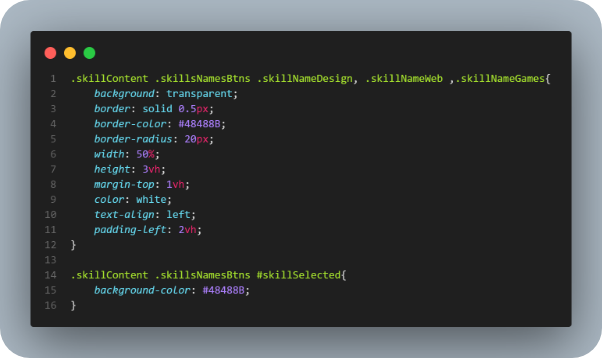 1 .skillContent .skillsNamesBtns .skillNameDesign, .skillNameWeb ,.skillNameGames{
2     background: transparent;
3     border: solid 0.5px;
4     border-color: #48488B;
5     border-radius: 20px;
6     width: 50%;
7     height: 3vh;
8     margin-top: 1vh;
9     color: white;
10     text-align: left;
11     padding-left: 2vh;
12 }
13
14 .skillContent .skillsNamesBtns #skillSelected{
15     background-color: #48488B;
16 }